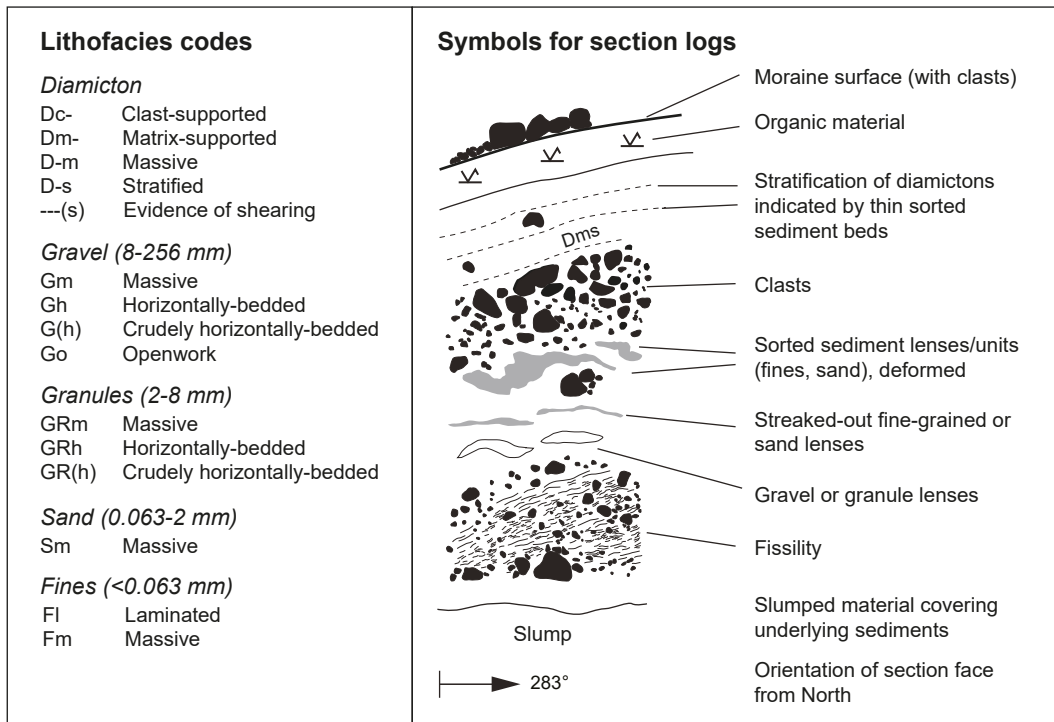 Lithofacies codes
Diamicton
Dc- Clast-supported
Dm- Matrix-supported
D-m Massive
D-s Stratified
---(s) Evidence of shearing
Gravel (8-256 mm)
Gm Massive
Gh Horizontally-bedded
G(h) Crudely horizontally-bedded
Go Openwork
Granules (2-8 mm)
GRm Massive
GRh Horizontally-bedded
GR(h) Crudely horizontally-bedded
Sand (0.063-2 mm)
Sm Massive
Fines (<0.063 mm)
Fl Laminated
Fm Massive
Symbols for section logs
Moraine surface (with clasts)
Organic material
Stratification of diamictons
indicated by thin sorted
sediment beds
Dms
Clasts
Sorted sediment lenses/units
(fines, sand), deformed
Streaked-out fine-grained or
sand lenses
Gravel or granule lenses
Fissility
Slumped material covering
underlying sediments
Slump
Orientation of section face
from North
283°